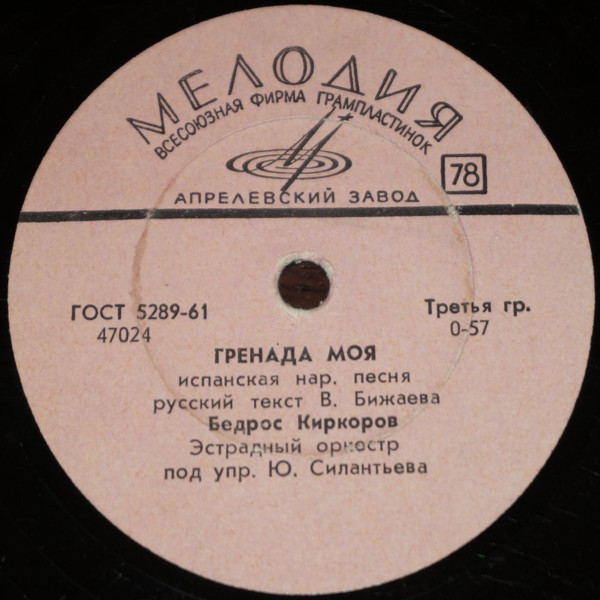 МЕЛОДИЯ
ВСЕСОЮЗНАЯ ФИРМА ГРАМПЛАСТИНОК
78
АПРЕЛЕВСКИЙ ЗАВОД
ГОСТ 5289-61
47024
Третья гр.
0-57
ГРЕНАДА МОЯ
испанская нар. песня
русский текст В. Бижаева
Бедрос Киркоров
Эстрадный оркестр
под упр. Ю. Силантьева